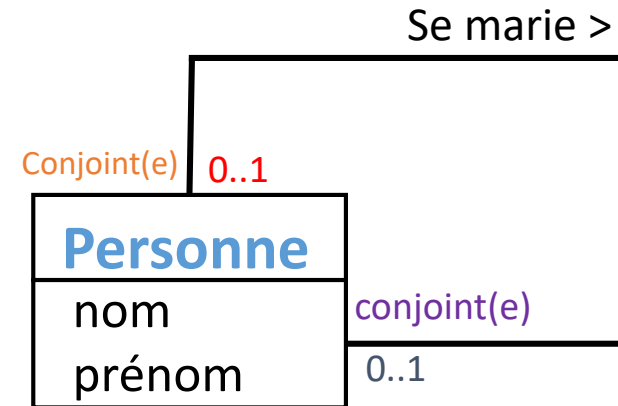 Se marie >
Conjoint(e)
0..1
Personne
nom
conjoint(e)
prénom
0..1